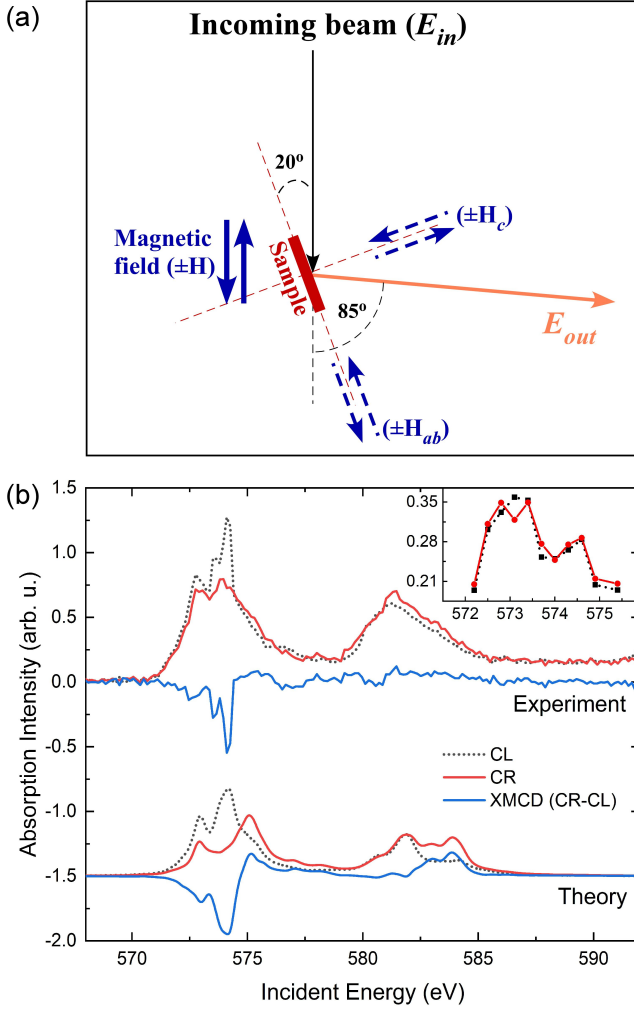 (a)
Incoming beam (E_in)
20°
(±H_c)
Magnetic
field (±H)
Sample
85°
E_out
(±H_ab)
(b)
1.5
1.0
0.5
0.0
-0.5
-1.0
-1.5
-2.0
Absorption Intensity (arb. u.)
0.35
0.28
0.21
572 573 574 575
Experiment
CL
CR
XMCD (CR-CL)
Theory
570 575 580 585 590
Incident Energy (eV)